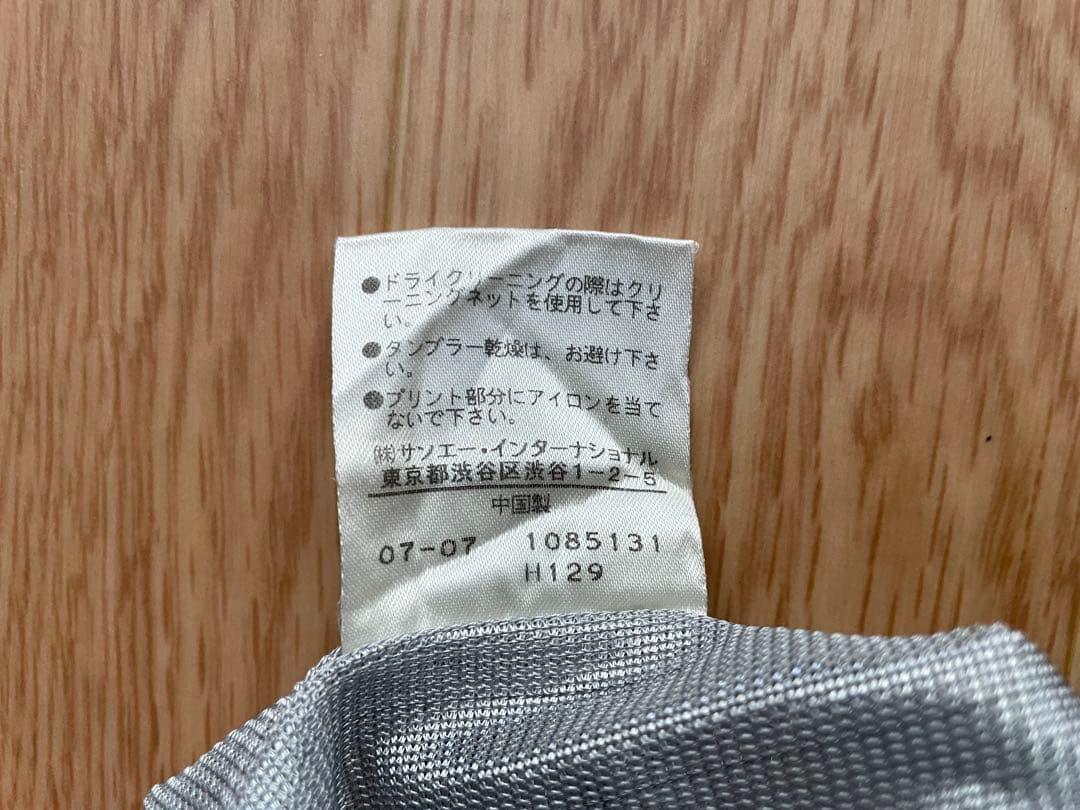 ●ドライクリーニングの際はクリ
ーニングネットを使用して下さ
い。
●タンブラー乾燥は、お避け下さ
い。
●プリント部分にアイロンを当て
ないで下さい。
㈱サンエー・インターナショナル
東京都渋谷区渋谷1-2-5
中国製
07-07 1085131
H129